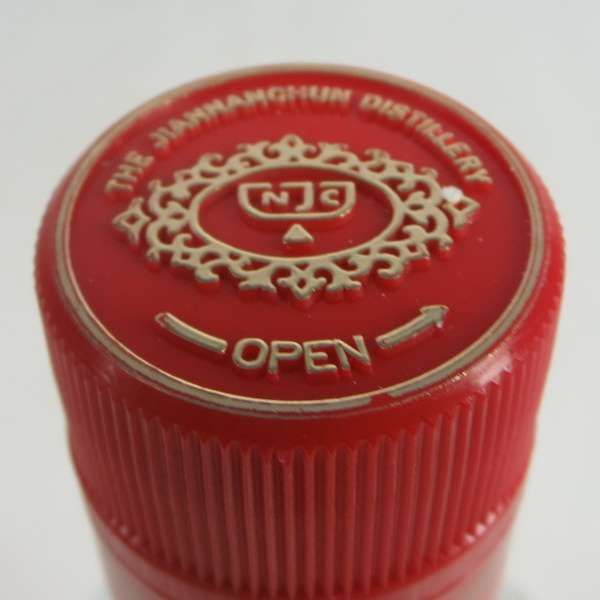 THE JIANNANCHUN DISTILLERY
NJC
OPEN